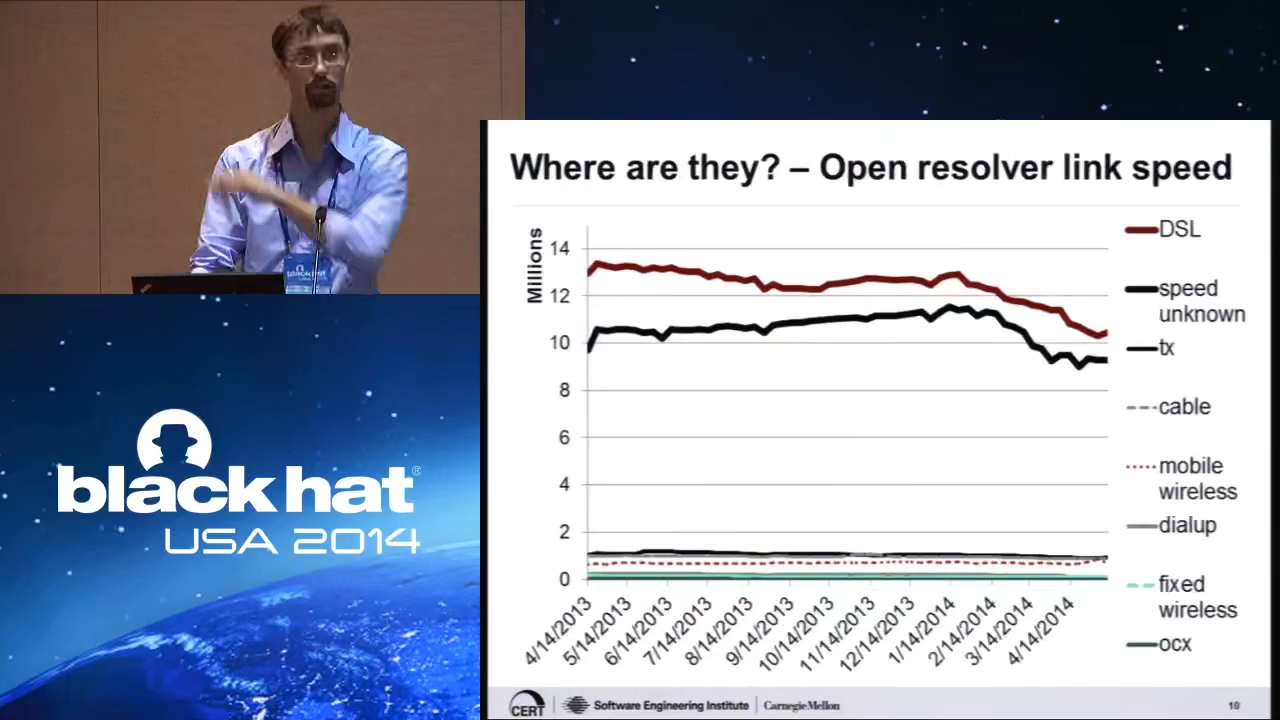 Where are they? – Open resolver link speed
Millions
14
12
10
8
6
4
2
0
4/14/2013
5/14/2013
6/14/2013
7/14/2013
8/14/2013
9/14/2013
10/14/2013
11/14/2013
12/14/2013
1/14/2014
2/14/2014
3/14/2014
4/14/2014
DSL
speed
unknown
tx
cable
mobile
wireless
dialup
fixed
wireless
ocx
black hat®
USA 2014
CERT
Software Engineering Institute
Carnegie Mellon
10